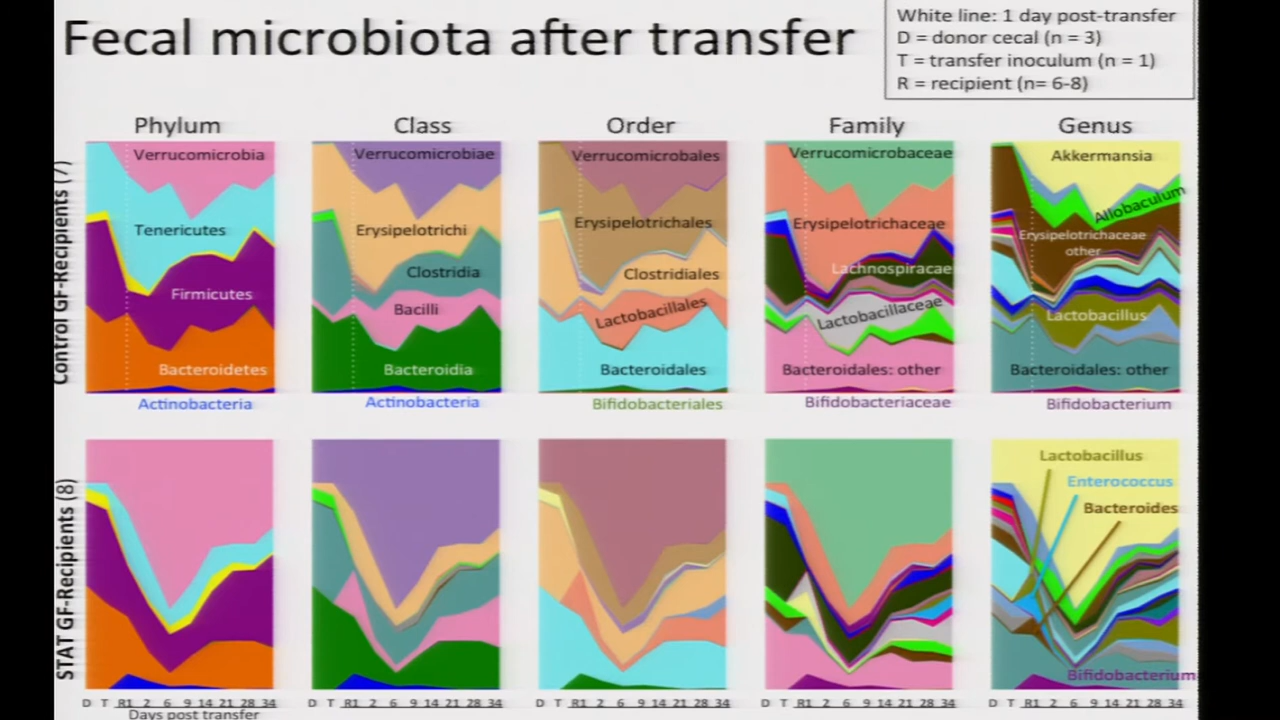 Fecal microbiota after transfer
White line: 1 day post-transfer
D = donor cecal (n = 3)
T = transfer inoculum (n = 1)
R = recipient (n= 6-8)
Phylum
Class
Order
Family
Genus
Control GF-Recipients (7)
Verrucomicrobia
Tenericutes
Firmicutes
Bacteroidetes
Actinobacteria
Verrucomicrobiae
Erysipelotrichi
Clostridia
Bacilli
Bacteroidia
Actinobacteria
Verrucomicrobales
Erysipelotrichales
Clostridiales
Lactobacillales
Bacteroidales
Bifidobacteriales
Verrucomicrobaceae
Erysipelotrichaceae
Lachnospiracae
Lactobacillaceae
Bacteroidales: other
Bifidobacteriaceae
Akkermansia
Allobaculum
Erysipelotrichaceae
other
Lactobacillus
Bacteroidales: other
Bifidobacterium
STAT GF-Recipients (8)
Lactobacillus
Enterococcus
Bacteroides
Bifidobacterium
D T R1 2 6 9 14 21 28 34
D T R1 2 6 9 14 21 28 34
D T R1 2 6 9 14 21 28 34
D T R1 2 6 9 14 21 28 34
D T R1 2 6 9 14 21 28 34
Days post transfer